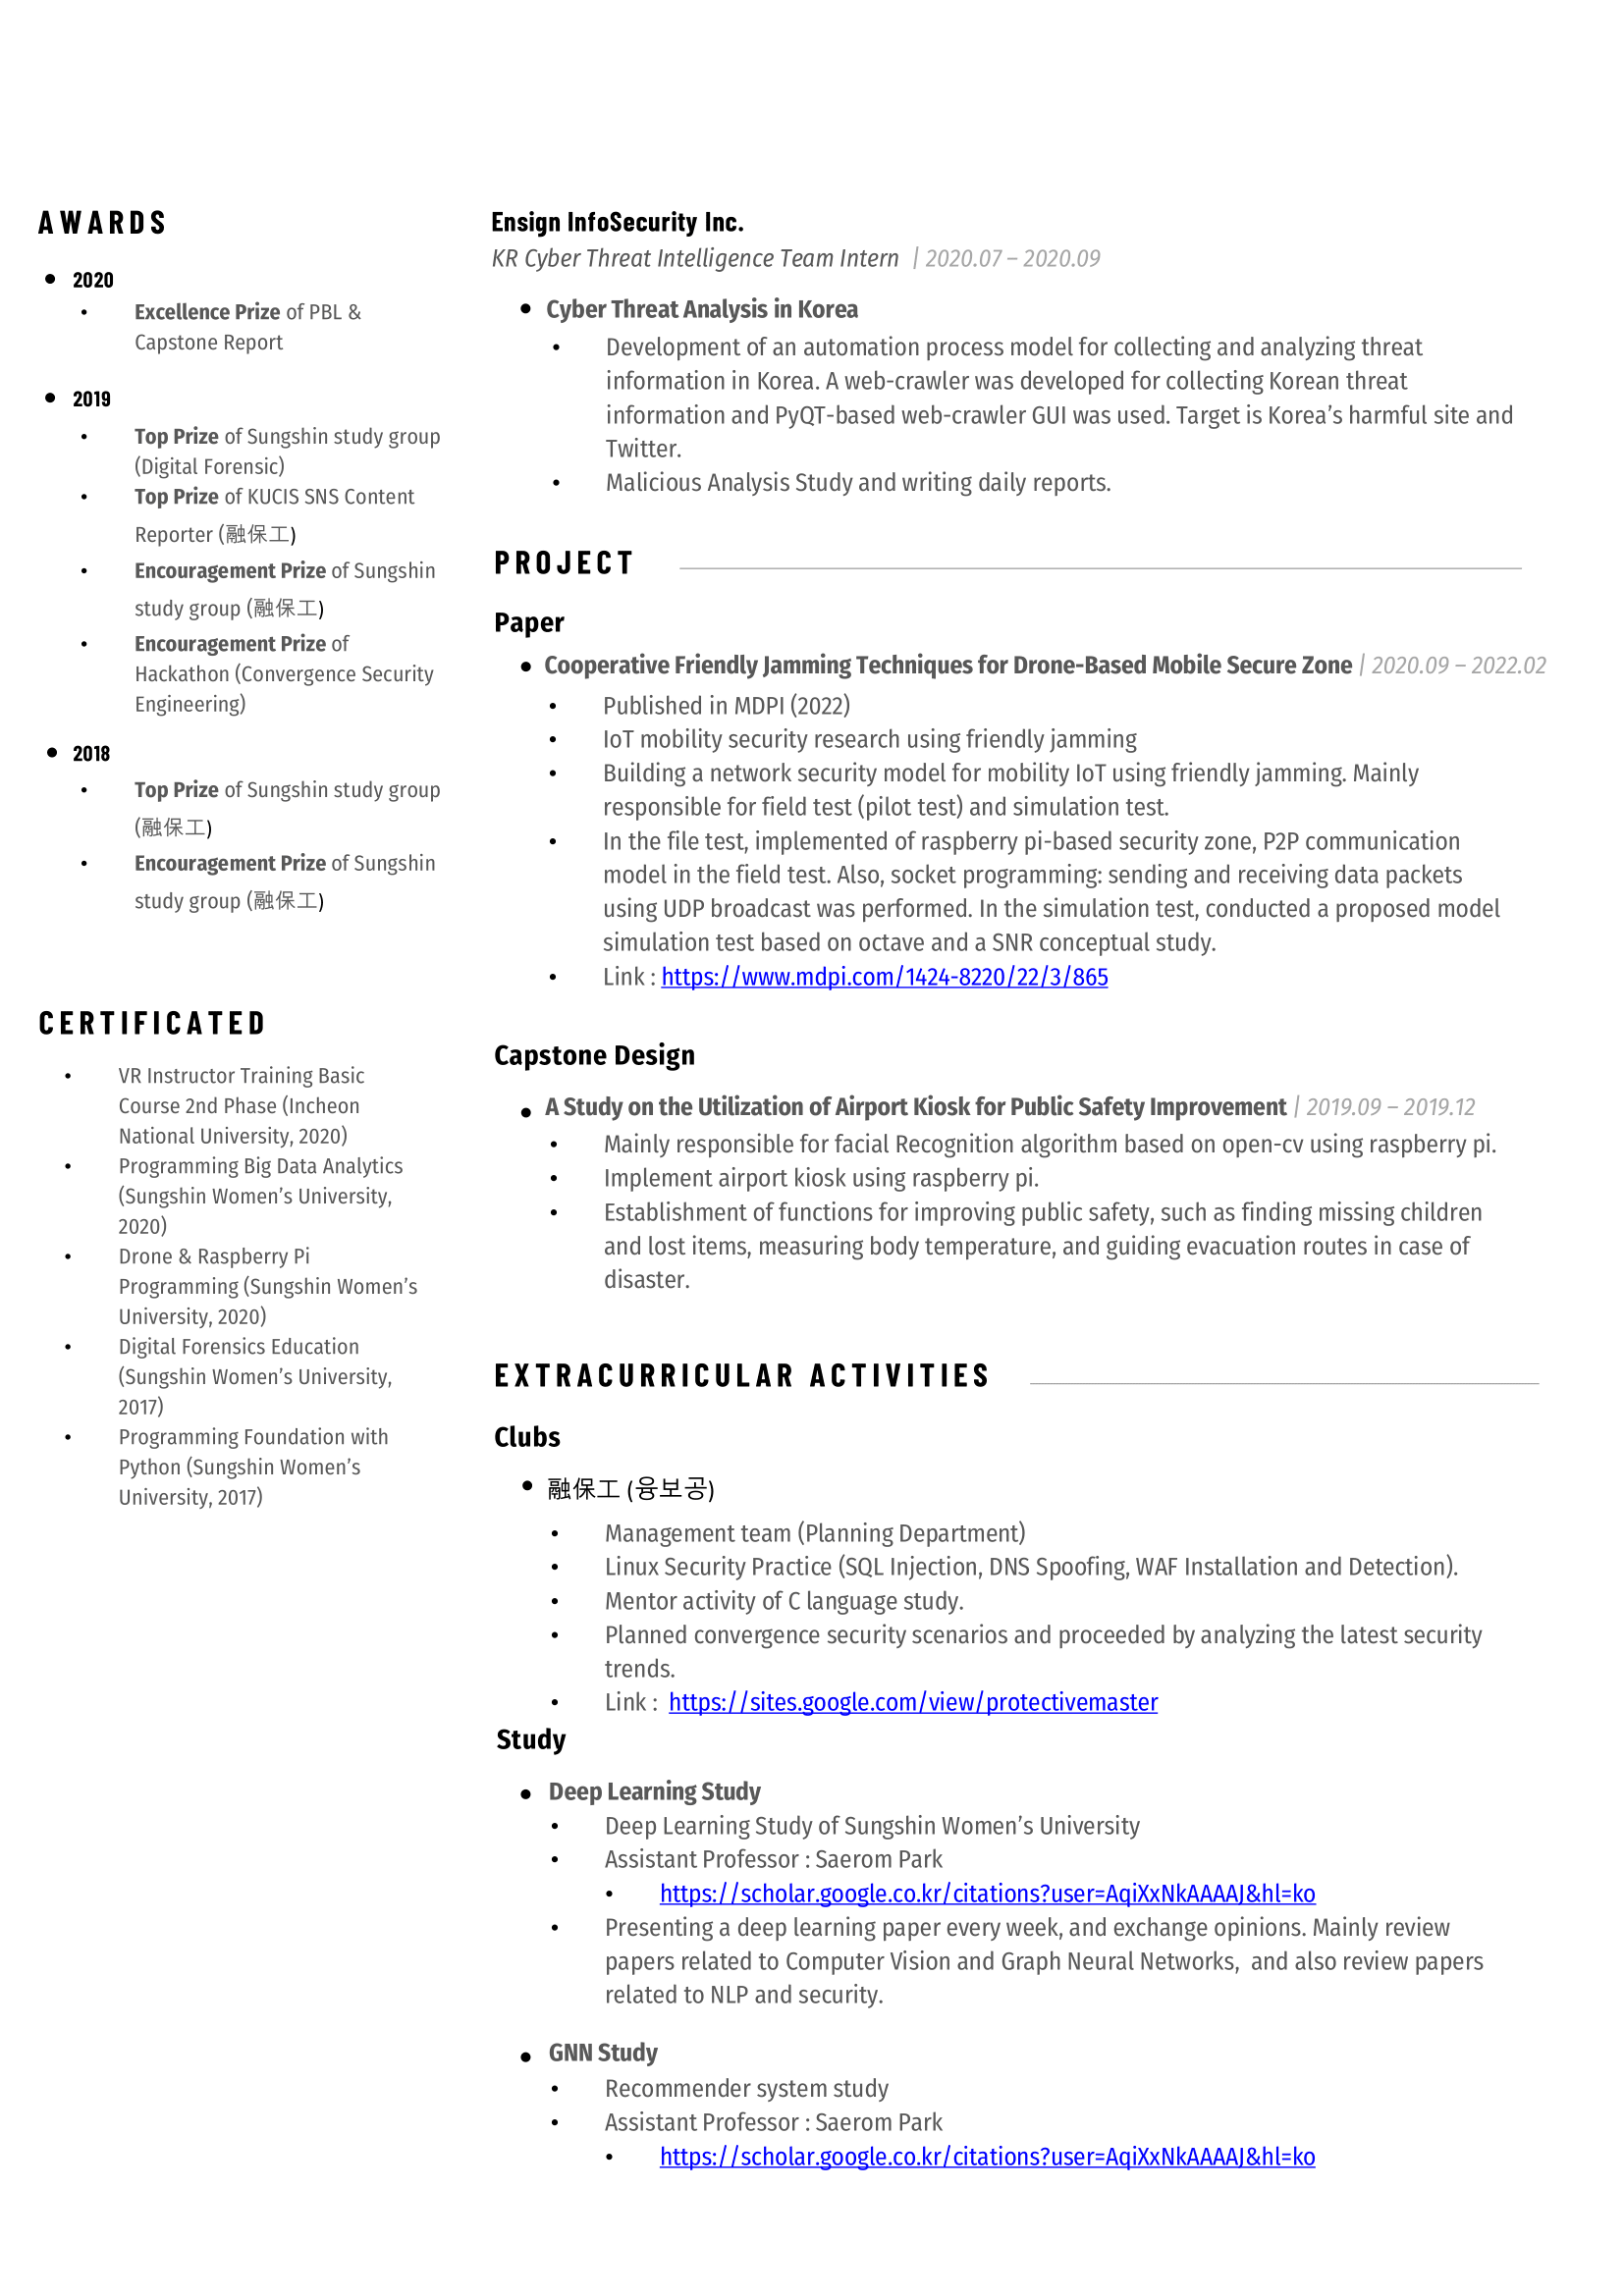 AWARDS
• 2020
• Excellence Prize of PBL &
Capstone Report
• 2019
• Top Prize of Sungshin study group
(Digital Forensic)
• Top Prize of KUCIS SNS Content
Reporter (融保工)
• Encouragement Prize of Sungshin
study group (融保工)
• Encouragement Prize of
Hackathon (Convergence Security
Engineering)
• 2018
• Top Prize of Sungshin study group
(融保工)
• Encouragement Prize of Sungshin
study group (融保工)
CERTIFICATED
• VR Instructor Training Basic
Course 2nd Phase (Incheon
National University, 2020)
• Programming Big Data Analytics
(Sungshin Women’s University,
2020)
• Drone & Raspberry Pi
Programming (Sungshin Women’s
University, 2020)
• Digital Forensics Education
(Sungshin Women’s University,
2017)
• Programming Foundation with
Python (Sungshin Women’s
University, 2017)
Ensign InfoSecurity Inc.
KR Cyber Threat Intelligence Team Intern | 2020.07 – 2020.09
• Cyber Threat Analysis in Korea
• Development of an automation process model for collecting and analyzing threat
information in Korea. A web-crawler was developed for collecting Korean threat
information and PyQT-based web-crawler GUI was used. Target is Korea’s harmful site and
Twitter.
• Malicious Analysis Study and writing daily reports.
PROJECT
Paper
• Cooperative Friendly Jamming Techniques for Drone-Based Mobile Secure Zone | 2020.09 – 2022.02
• Published in MDPI (2022)
• IoT mobility security research using friendly jamming
• Building a network security model for mobility IoT using friendly jamming. Mainly
responsible for field test (pilot test) and simulation test.
• In the file test, implemented of raspberry pi-based security zone, P2P communication
model in the field test. Also, socket programming: sending and receiving data packets
using UDP broadcast was performed. In the simulation test, conducted a proposed model
simulation test based on octave and a SNR conceptual study.
• Link : https://www.mdpi.com/1424-8220/22/3/865
Capstone Design
• A Study on the Utilization of Airport Kiosk for Public Safety Improvement | 2019.09 – 2019.12
• Mainly responsible for facial Recognition algorithm based on open-cv using raspberry pi.
• Implement airport kiosk using raspberry pi.
• Establishment of functions for improving public safety, such as finding missing children
and lost items, measuring body temperature, and guiding evacuation routes in case of
disaster.
EXTRACURRICULAR ACTIVITIES
Clubs
• 融保工 (융보공)
• Management team (Planning Department)
• Linux Security Practice (SQL Injection, DNS Spoofing, WAF Installation and Detection).
• Mentor activity of C language study.
• Planned convergence security scenarios and proceeded by analyzing the latest security
trends.
• Link : https://sites.google.com/view/protectivemaster
Study
• Deep Learning Study
• Deep Learning Study of Sungshin Women’s University
• Assistant Professor : Saerom Park
• https://scholar.google.co.kr/citations?user=AqiXxNkAAAAJ&hl=ko
• Presenting a deep learning paper every week, and exchange opinions. Mainly review
papers related to Computer Vision and Graph Neural Networks, and also review papers
related to NLP and security.
• GNN Study
• Recommender system study
• Assistant Professor : Saerom Park
• https://scholar.google.co.kr/citations?user=AqiXxNkAAAAJ&hl=ko